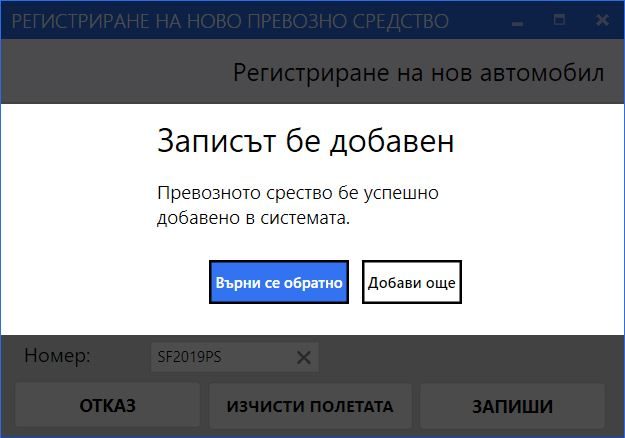 РЕГИСТРИРАНЕ НА НОВО ПРЕВОЗНО СРЕДСТВО
Регистриране на нов автомобил
Записът бе добавен
Превозното срество бе успешно
добавено в системата.
Върни се обратно
Добави още
Номер:
SF2019PS
ОТКАЗ
ИЗЧИСТИ ПОЛЕТАТА
ЗАПИШИ